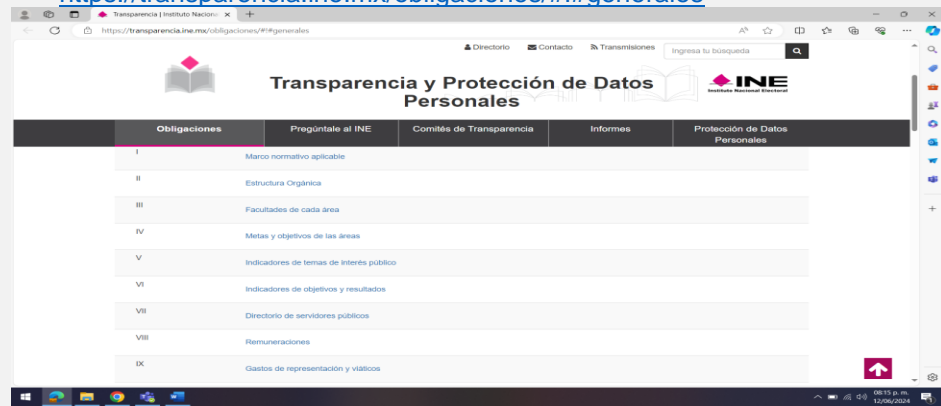 https://transparencia.ine.mx/obligaciones/#!#generales
Transparencia | Instituto Naciona
https://transparencia.ine.mx/obligaciones/#!#generales
Directorio Contacto Transmisiones Ingresa tu búsqueda
Transparencia y Protección de Datos
Personales
INE
Instituto Nacional Electoral
Obligaciones Pregúntale al INE Comités de Transparencia Informes Protección de Datos
Personales
I Marco normativo aplicable
II Estructura Orgánica
III Facultades de cada área
IV Metas y objetivos de las áreas
V Indicadores de temas de interés público
VI Indicadores de objetivos y resultados
VII Directorio de servidores públicos
VIII Remuneraciones
IX Gastos de representación y viáticos
08:15 p. m.
12/06/2024